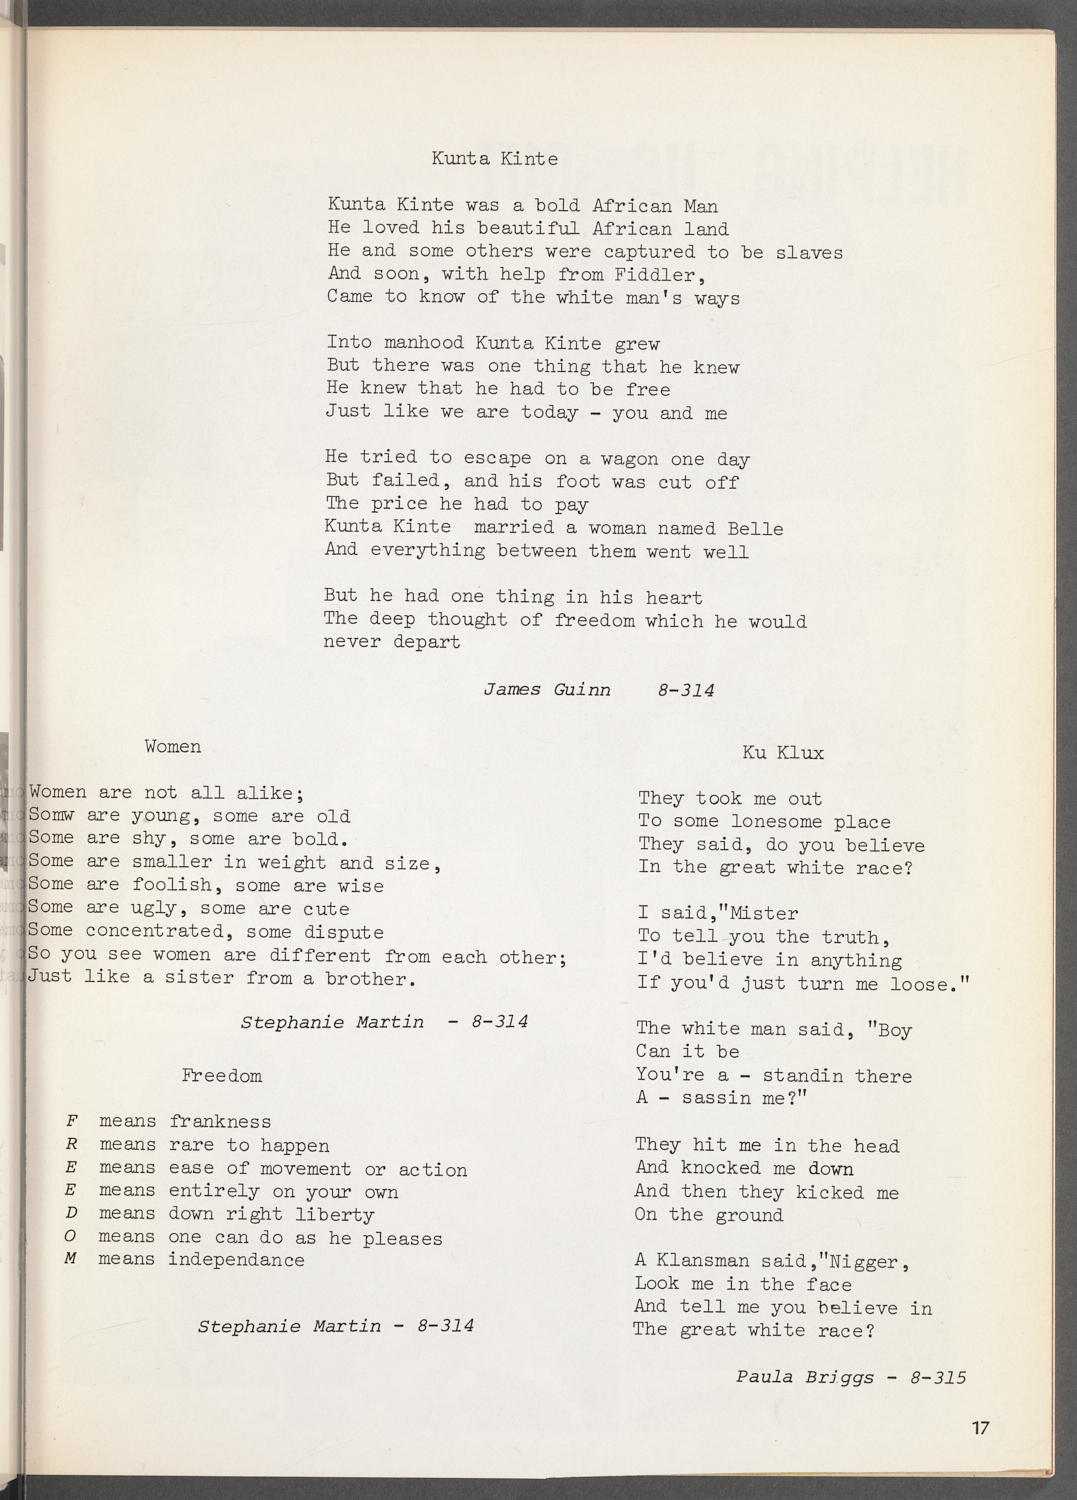 Kunta Kinte
Kunta Kinte was a bold African Man
He loved his beautiful African land
He and some others were captured to be slaves
And soon, with help from Fiddler,
Came to know of the white man's ways
Into manhood Kunta Kinte grew
But there was one thing that he knew
He knew that he had to be free
Just like we are today - you and me
He tried to escape on a wagon one day
But failed, and his foot was cut off
The price he had to pay
Kunta Kinte  married a woman named Belle
And everything between them went well
But he had one thing in his heart
The deep thought of freedom which he would
never depart
James Guinn    8-314
Women
Women are not all alike;
Somw are young, some are old
Some are shy, some are bold.
Some are smaller in weight and size,
Some are foolish, some are wise
Some are ugly, some are cute
Some concentrated, some dispute
So you see women are different from each other;
Just like a sister from a brother.
Stephanie Martin  - 8-314
Freedom
F  means frankness
R  means rare to happen
E  means ease of movement or action
E  means entirely on your own
D  means down right liberty
O  means one can do as he pleases
M  means independance
Stephanie Martin - 8-314
Ku Klux
They took me out
To some lonesome place
They said, do you believe
In the great white race?
I said,"Mister
To tell you the truth,
I'd believe in anything
If you'd just turn me loose."
The white man said, "Boy
Can it be
You're a - standin there
A - sassin me?"
They hit me in the head
And knocked me down
And then they kicked me
On the ground
A Klansman said,"Nigger,
Look me in the face
And tell me you believe in
The great white race?
Paula Briggs - 8-315
17